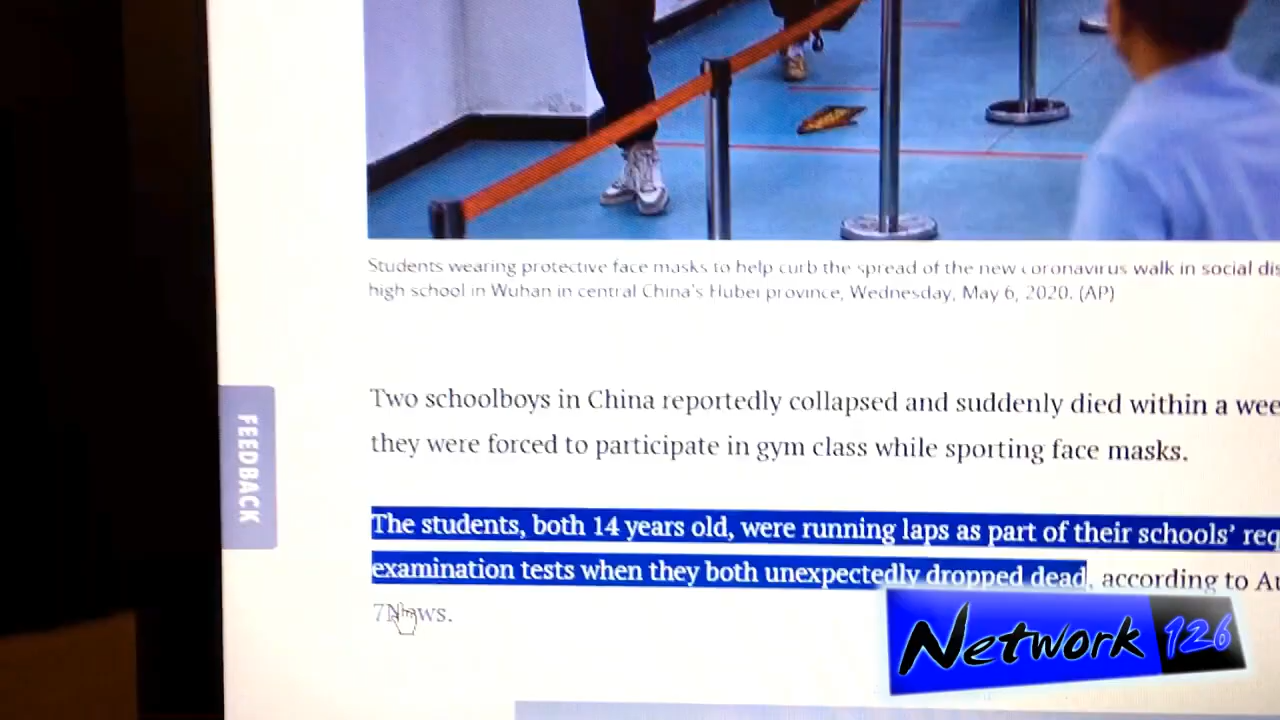 Students wearing protective face masks to help curb the spread of the new coronavirus walk in social
high school in Wuhan in central China's Hubei province, Wednesday, May 6, 2020. (AP)
Two schoolboys in China reportedly collapsed and suddenly died within a
they were forced to participate in gym class while sporting face masks.
FEEDBACK
The students, both 14 years old, were running laps as part of their schools'
examination tests when they both unexpectedly dropped dead, according to
7News.
Network 126